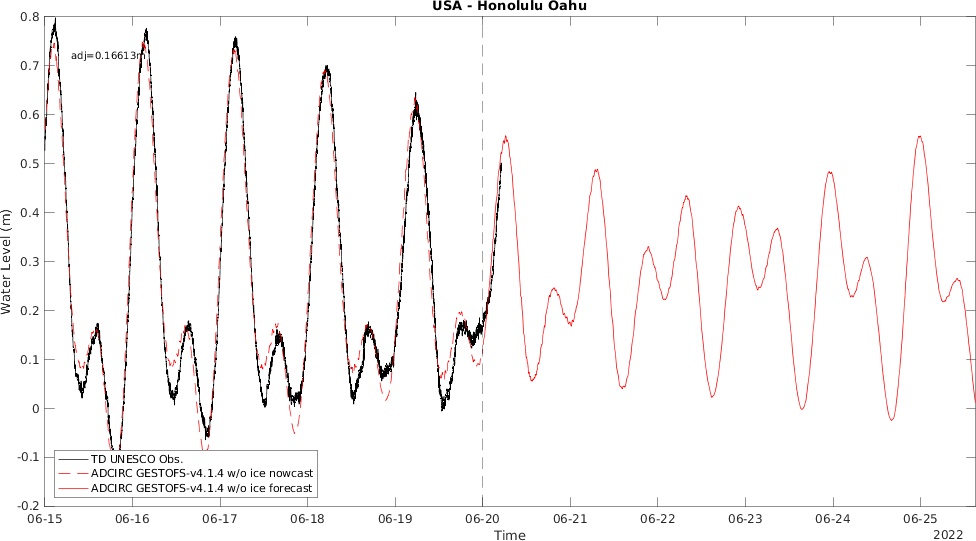 USA - Honolulu Oahu
adj=0.16613m
0.8
0.7
0.6
0.5
0.4
0.3
0.2
0.1
0
-0.1
-0.2
Water Level (m)
TD UNESCO Obs.
ADCIRC GESTOFS-v4.1.4 w/o ice nowcast
ADCIRC GESTOFS-v4.1.4 w/o ice forecast
06-15 06-16 06-17 06-18 06-19 06-20 06-21 06-22 06-23 06-24 06-25
Time
2022